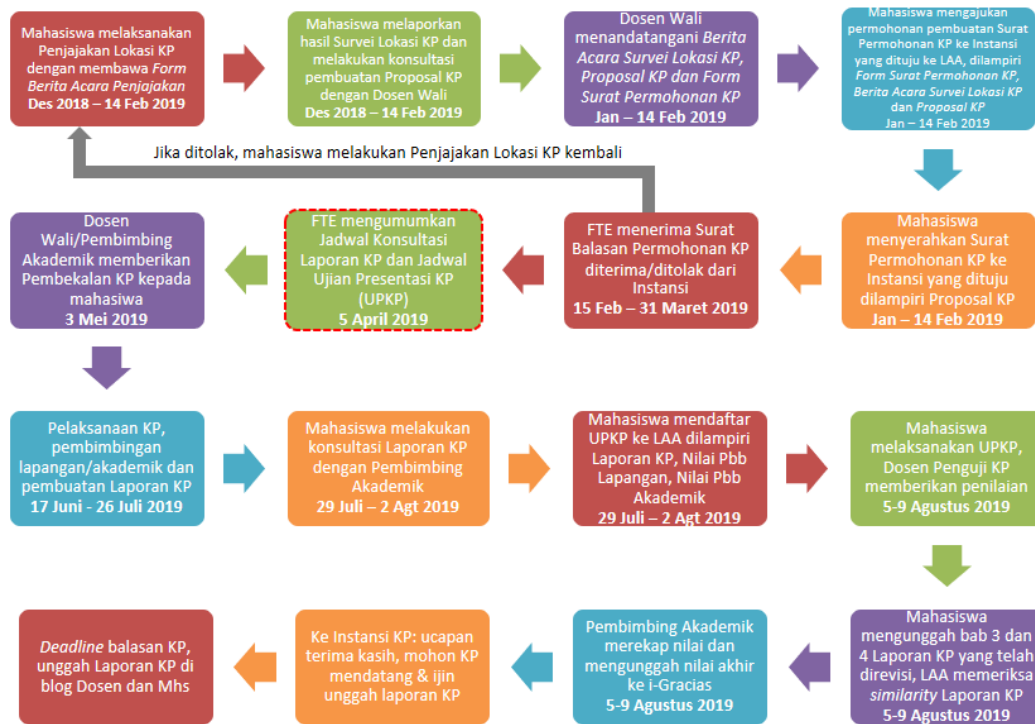 Mahasiswa melaksanakan
Penjajakan Lokasi KP
dengan membawa Form
Berita Acara Penjajakan
Des 2018 – 14 Feb 2019
Mahasiswa melaporkan
hasil Survei Lokasi KP dan
melakukan konsultasi
pembuatan Proposal KP
dengan Dosen Wali
Des 2018 – 14 Feb 2019
Dosen Wali
menandatangani Berita
Acara Survei Lokasi KP,
Proposal KP dan Form
Surat Permohonan KP
Jan – 14 Feb 2019
Mahasiswa mengajukan
permohonan pembuatan Surat
Permohonan KP ke Instansi
yang dituju ke LAA, dilampiri
Form Surat Permohonan KP,
Berita Acara Survei Lokasi KP
dan Proposal KP
Jan – 14 Feb 2019
Jika ditolak, mahasiswa melakukan Penjajakan Lokasi KP kembali
Mahasiswa
menyerahkan Surat
Permohonan KP ke
Instansi yang dituju
dilampiri Proposal KP
Jan – 14 Feb 2019
FTE menerima Surat
Balasan Permohonan KP
diterima/ditolak dari
Instansi
15 Feb – 31 Maret 2019
FTE mengumumkan
Jadwal Konsultasi
Laporan KP dan Jadwal
Ujian Presentasi KP
(UPKP)
5 April 2019
Dosen
Wali/Pembimbing
Akademik memberikan
Pembekalan KP kepada
mahasiwa
3 Mei 2019
Pelaksanaan KP,
pembimbingan
lapangan/akademik dan
pembuatan Laporan KP
17 Juni - 26 Juli 2019
Mahasiswa melakukan
konsultasi Laporan KP
dengan Pembimbing
Akademik
29 Juli – 2 Agt 2019
Mahasiswa mendaftar
UPKP ke LAA dilampiri
Laporan KP, Nilai Pbb
Lapangan, Nilai Pbb
Akademik
29 Juli – 2 Agt 2019
Mahasiswa
melaksanakan UPKP,
Dosen Penguji KP
memberikan penilaian
5-9 Agustus 2019
Mahasiswa
mengunggah bab 3 dan
4 Laporan KP yang telah
direvisi, LAA memeriksa
similarity Laporan KP
5-9 Agustus 2019
Pembimbing Akademik
merekap nilai dan
mengunggah nilai akhir
ke i-Gracias
5-9 Agustus 2019
Ke Instansi KP: ucapan
terima kasih, mohon KP
mendatang & ijin
unggah laporan KP
Deadline balasan KP,
unggah Laporan KP di
blog Dosen dan Mhs